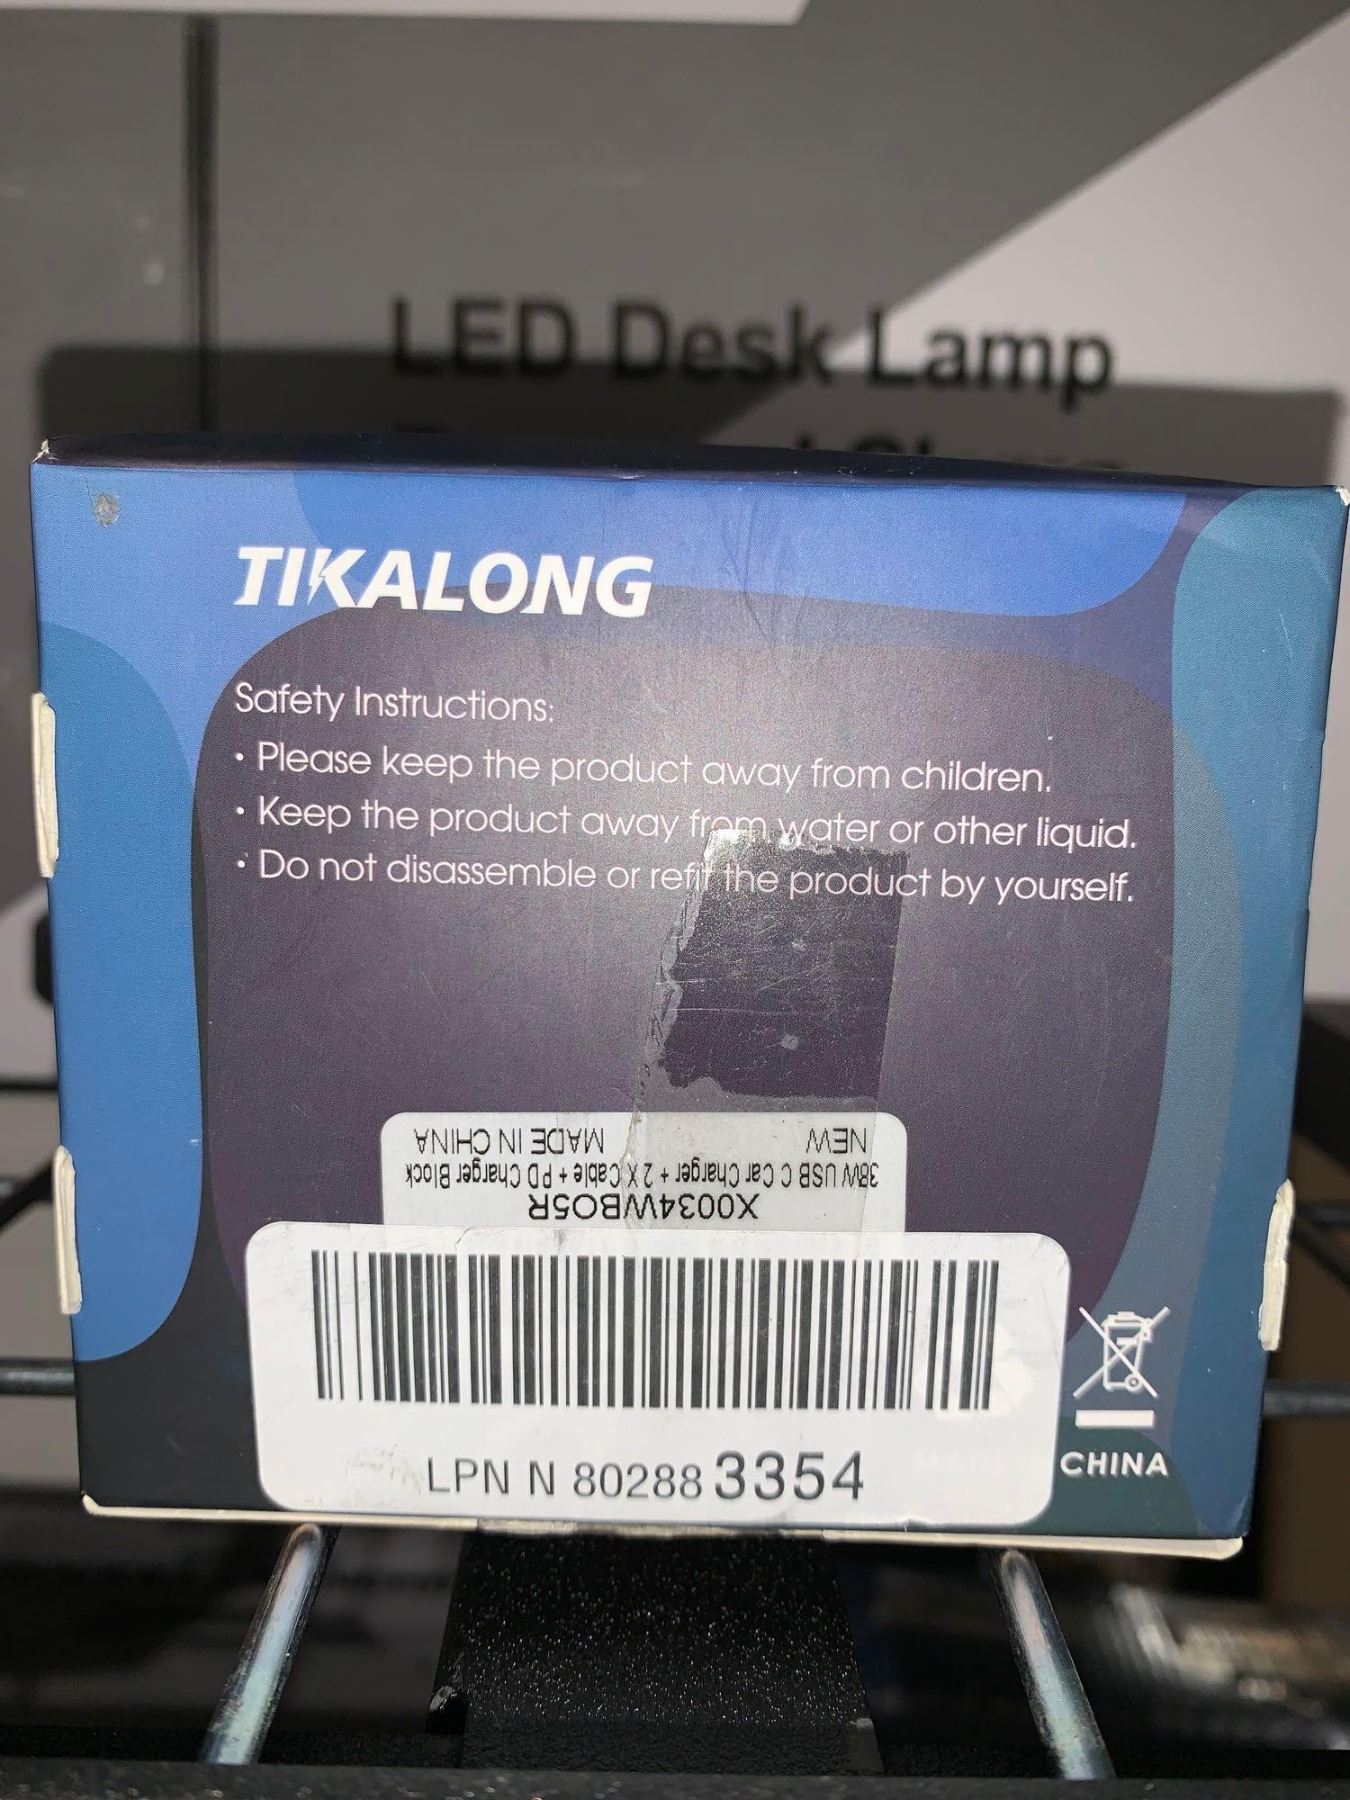 LED Desk Lamp
TIKALONG
Safety Instructions:
• Please keep the product away from children.
• Keep the product away from water or other liquid.
• Do not disassemble or refit the product by yourself.
X0034WBO5R
38W USB C Car Charger + 2 X Cable + PD Charger Block
NEW MADE IN CHINA
LPN N 80288 3354
CHINA